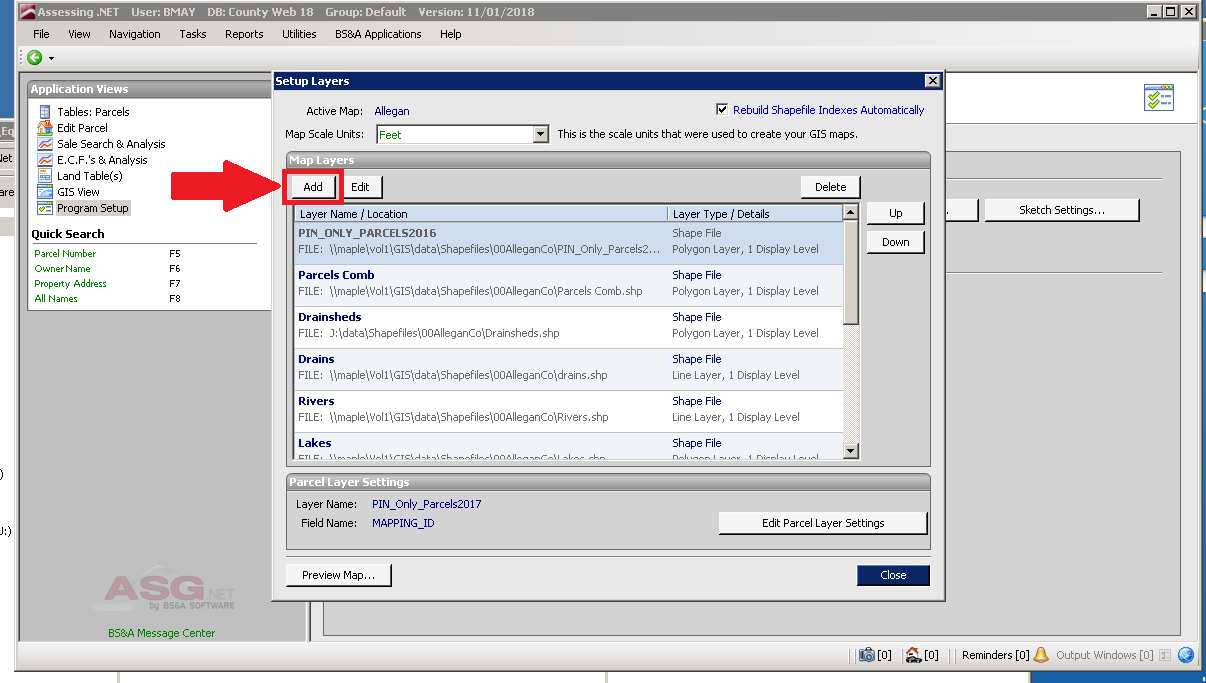 Assessing .NET   User: BMAY   DB: County Web 18   Group: Default   Version: 11/01/2018
File   View   Navigation   Tasks   Reports   Utilities   BS&A Applications   Help
Application Views
Tables: Parcels
Edit Parcel
Sale Search & Analysis
E.C.F.'s & Analysis
Land Table(s)
GIS View
Program Setup
Quick Search
Parcel Number   F5
Owner Name   F6
Property Address   F7
All Names   F8
ASG.NET
by BS&A SOFTWARE
BS&A Message Center
Setup Layers
Active Map:   Allegan
Rebuild Shapefile Indexes Automatically
Map Scale Units:   Feet   This is the scale units that were used to create your GIS maps.
Map Layers
Add   Edit   Delete
Layer Name / Location   Layer Type / Details
PIN_ONLY_PARCELS2016   Shape File
FILE:  \\maple\Vol1\GIS\data\Shapefiles\00AlleganCo\PIN_Only_Parcels2...   Polygon Layer, 1 Display Level
Parcels Comb   Shape File
FILE:  \\maple\Vol1\GIS\data\Shapefiles\00AlleganCo\Parcels Comb.shp   Polygon Layer, 1 Display Level
Drainsheds   Shape File
FILE:  J:\data\Shapefiles\00AlleganCo\Drainsheds.shp   Polygon Layer, 1 Display Level
Drains   Shape File
FILE:  \\maple\Vol1\GIS\data\Shapefiles\00AlleganCo\drains.shp   Line Layer, 1 Display Level
Rivers   Shape File
FILE:  \\maple\Vol1\GIS\data\Shapefiles\00AlleganCo\Rivers.shp   Line Layer, 1 Display Level
Lakes   Shape File
FILE:  \\maple\Vol1\GIS\data\Shapefiles\00AlleganCo\Lakes.shp   Polygon Layer, 1 Display Level
Up
Down
Parcel Layer Settings
Layer Name:   PIN_Only_Parcels2017
Field Name:   MAPPING_ID
Edit Parcel Layer Settings
Preview Map...   Close
Sketch Settings...
[0]   [0]   Reminders [0]   Output Windows [0]